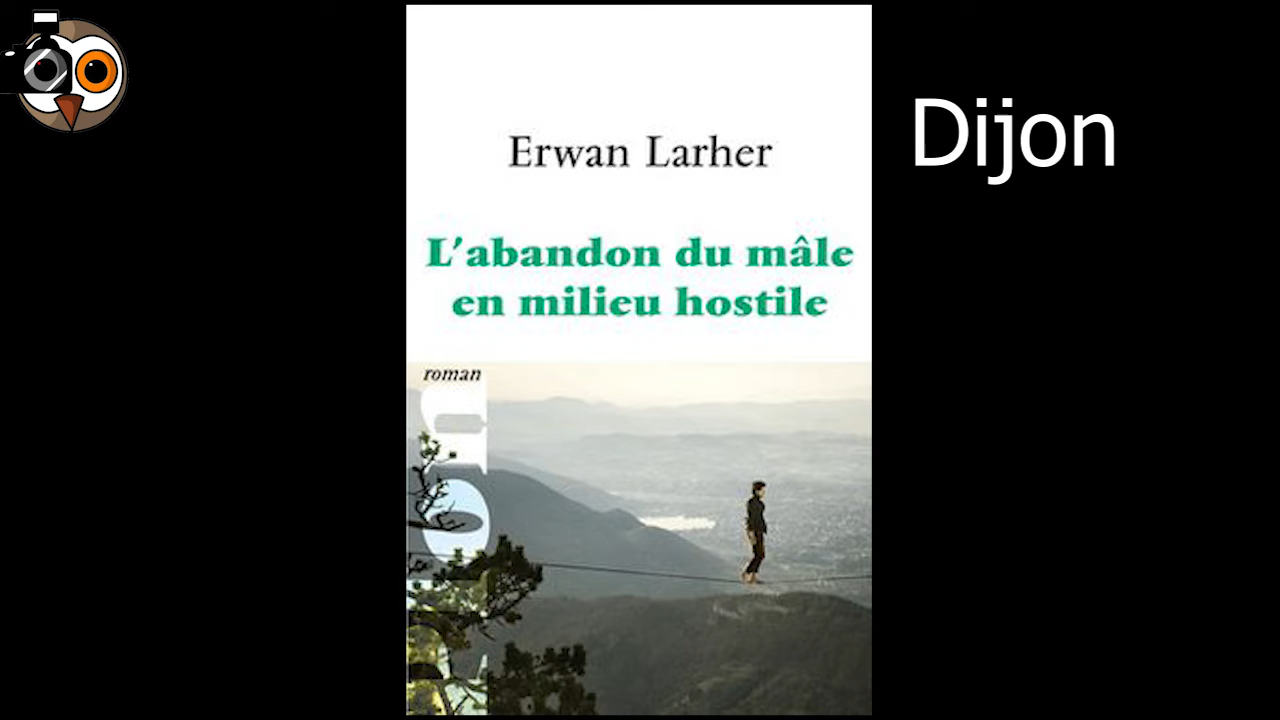 Erwan Larher
L'abandon du mâle
en milieu hostile
roman
Dijon